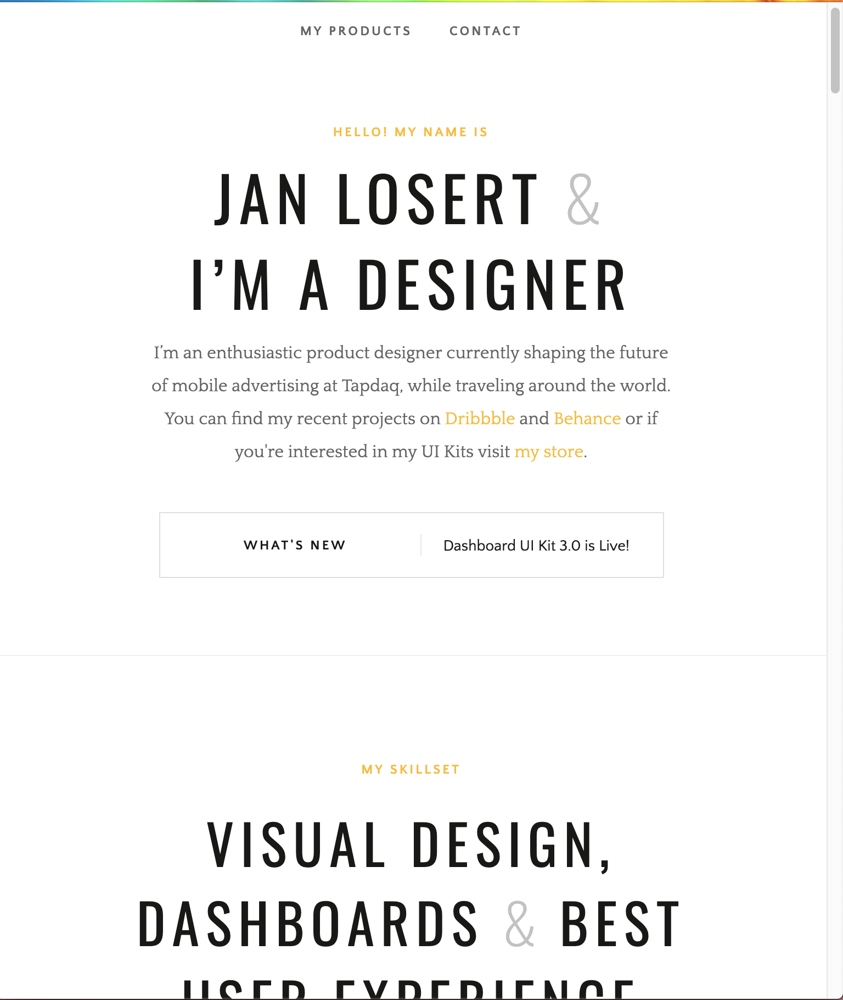 MY PRODUCTS CONTACT
HELLO! MY NAME IS
JAN LOSERT &
I’M A DESIGNER
I’m an enthusiastic product designer currently shaping the future
of mobile advertising at Tapdaq, while traveling around the world.
You can find my recent projects on Dribbble and Behance or if
you're interested in my UI Kits visit my store.
WHAT'S NEW Dashboard UI Kit 3.0 is Live!
MY SKILLSET
VISUAL DESIGN,
DASHBOARDS & BEST
USER EXPERIENCE